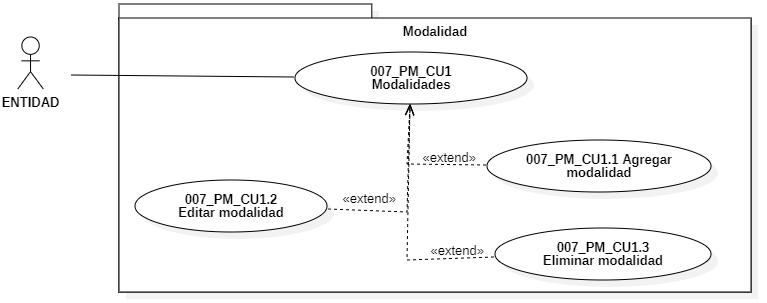 Modalidad
ENTIDAD
007_PM_CU1
Modalidades
«extend»
007_PM_CU1.1 Agregar
modalidad
007_PM_CU1.2
Editar modalidad
«extend»
«extend»
007_PM_CU1.3
Eliminar modalidad